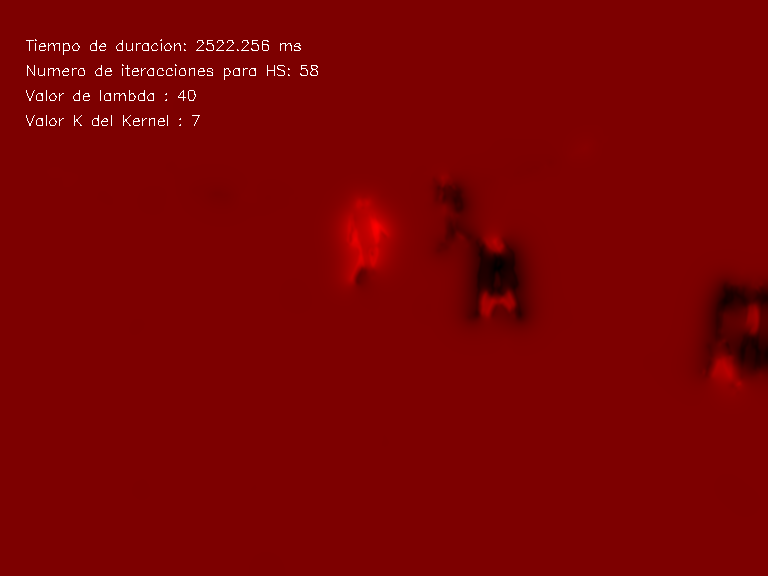 Tiempo de duracion: 2522.256 ms
Numero de iteracciones para HS: 58
Valor de lambda : 40
Valor K del Kernel : 7